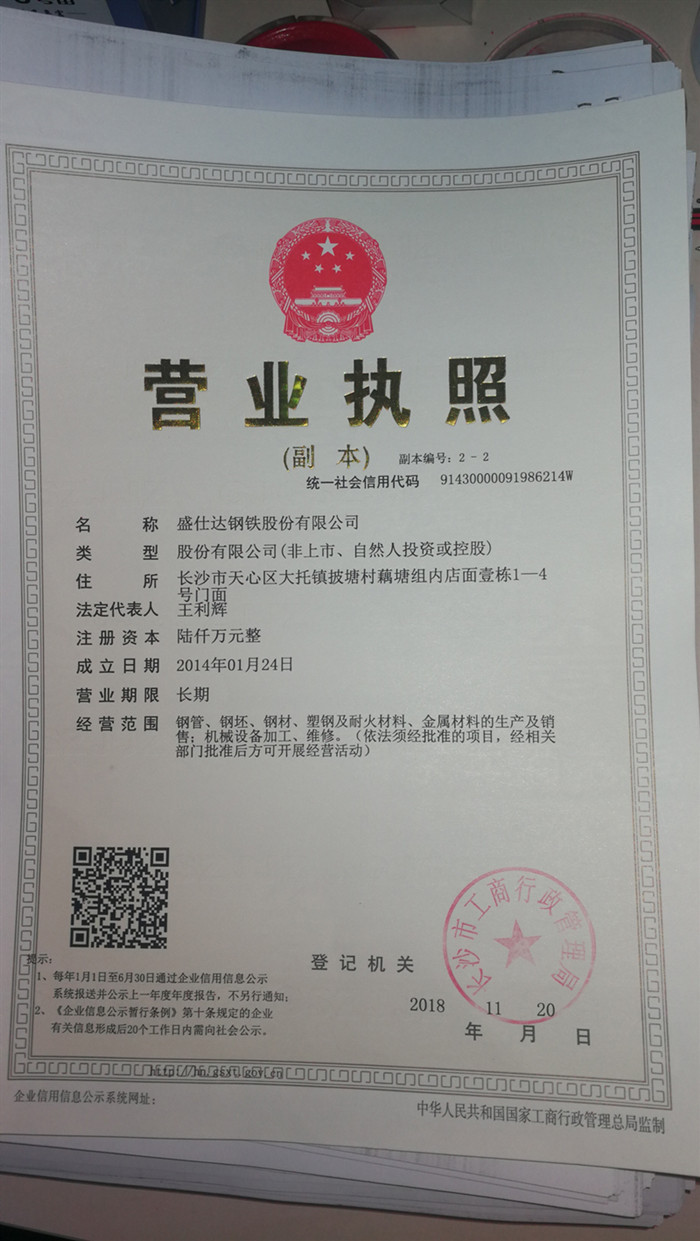 营业执照
(副 本) 副本编号：2－2
统一社会信用代码 91430000091986214W
名 称 盛仕达钢铁股份有限公司
类 型 股份有限公司(非上市、自然人投资或控股)
住 所 长沙市天心区大托镇披塘村藕塘组内店面壹栋1—4
号门面
法定代表人 王利辉
注册资本 陆仟万元整
成立日期 2014年01月24日
营业期限 长期
经营范围 钢管、钢坯、钢材、塑钢及耐火材料、金属材料的生产及销
售；机械设备加工、维修。（依法须经批准的项目，经相关
部门批准后方可开展经营活动）
长沙市工商行政管理局
登记机关
2018 11 20
年 月 日
提示：
1、每年1月1日至6月30日通过企业信用信息公示
系统报送并公示上一年度年度报告，不另行通知；
2、《企业信息公示暂行条例》第十条规定的企业
有关信息形成后20个工作日内需向社会公示。
http://hn.gsxt.gov.cn
企业信用信息公示系统网址：
中华人民共和国国家工商行政管理总局监制